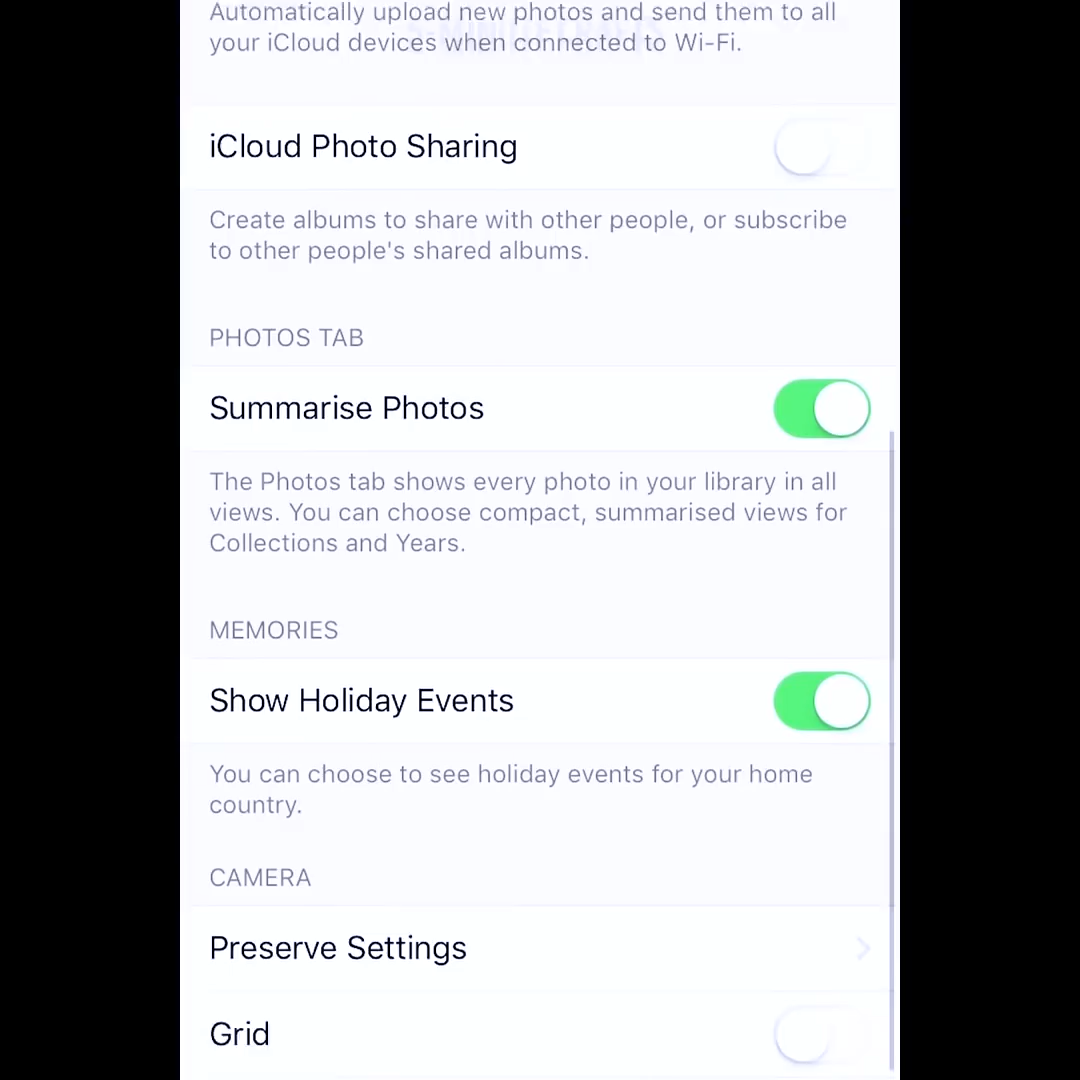 Automatically upload new photos and send them to all
your iCloud devices when connected to Wi-Fi.
iCloud Photo Sharing
Create albums to share with other people, or subscribe
to other people's shared albums.
PHOTOS TAB
Summarise Photos
The Photos tab shows every photo in your library in all
views. You can choose compact, summarised views for
Collections and Years.
MEMORIES
Show Holiday Events
You can choose to see holiday events for your home
country.
CAMERA
Preserve Settings
Grid